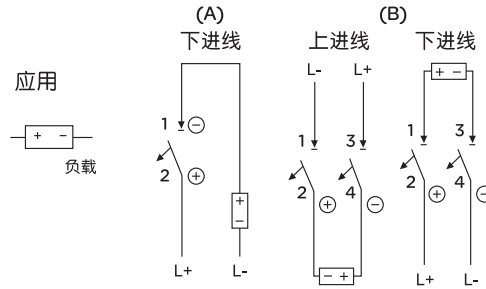 (A) (B)
下进线 上进线 下进线
L- L+
+ -
应用
1 ⊖ 1 3 1 3
+ -
负载
2 ⊕ 2 ⊕ 4 ⊖ 2 ⊕ 4 ⊖
+
-
- +
L+ L- L+ L-